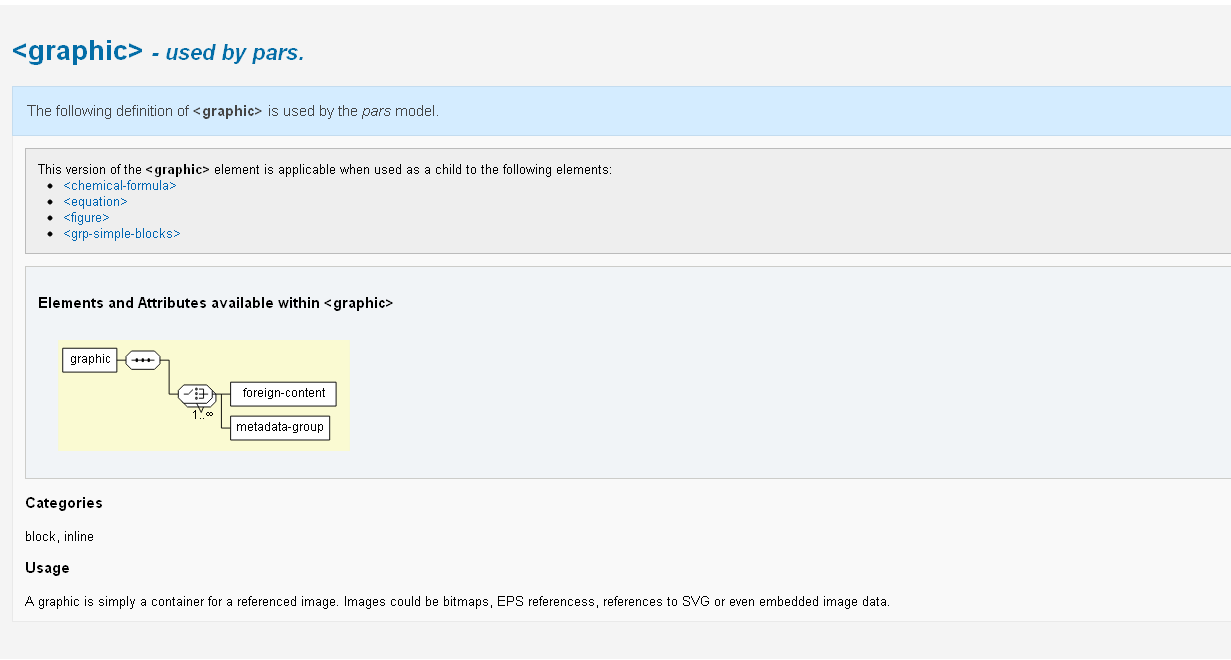 <graphic> - used by pars.
The following definition of <graphic> is used by the pars model.
This version of the <graphic> element is applicable when used as a child to the following elements:
<chemical-formula>
<equation>
<figure>
<grp-simple-blocks>
Elements and Attributes available within <graphic>
graphic
foreign-content
1..∞
metadata-group
Categories
block, inline
Usage
A graphic is simply a container for a referenced image. Images could be bitmaps, EPS referencess, references to SVG or even embedded image data.